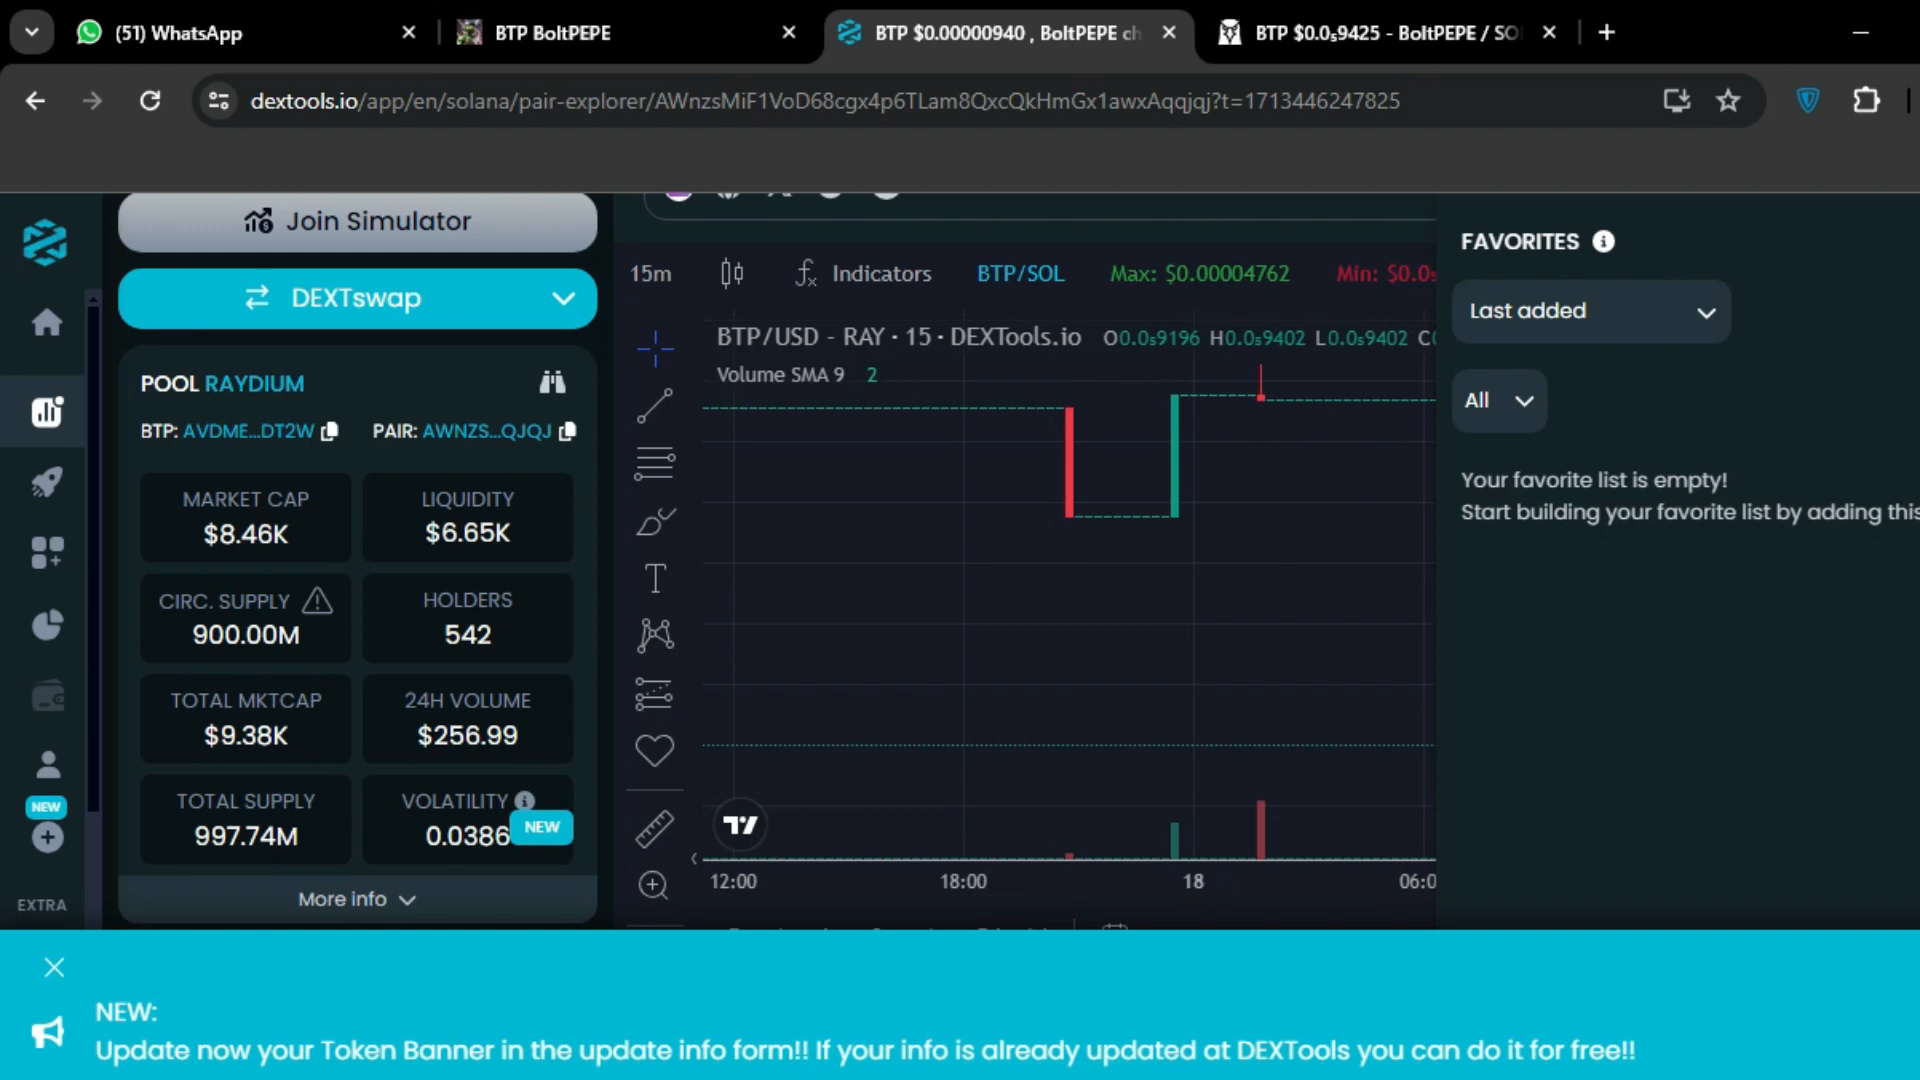 (51) WhatsApp
BTP BoltPEPE
BTP $0.00000940 , BoltPEPE ch
BTP $0.0₅9425 - BoltPEPE / SO
dextools.io/app/en/solana/pair-explorer/AWnzsMiF1VoD68cgx4p6TLam8QxcQkHmGx1awxAqqjqj?t=1713446247825
Join Simulator
DEXTswap
POOL RAYDIUM
BTP: AVDME...DT2W
PAIR: AWNZS...QJQJ
MARKET CAP
$8.46K
LIQUIDITY
$6.65K
CIRC. SUPPLY
900.00M
HOLDERS
542
TOTAL MKTCAP
$9.38K
24H VOLUME
$256.99
TOTAL SUPPLY
997.74M
VOLATILITY
0.0386
NEW
More info
NEW
EXTRA
15m
Indicators
BTP/SOL
Max: $0.00004762
Min: $0.0₅
BTP/USD - RAY · 15 · DEXTools.io
O0.0₅9196 H0.0₅9402 L0.0₅9402 C
Volume SMA 9 2
12:00
18:00
18
06:0
FAVORITES
Last added
All
Your favorite list is empty!
Start building your favorite list by adding this
NEW:
Update now your Token Banner in the update info form!! If your info is already updated at DEXTools you can do it for free!!